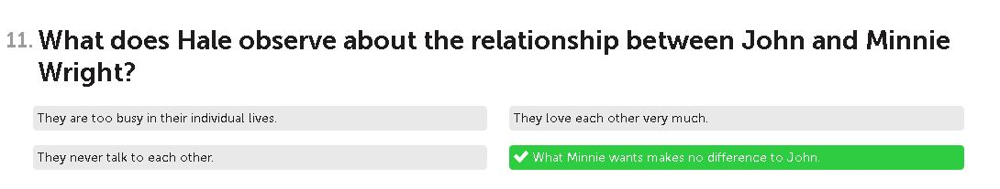 11. What does Hale observe about the relationship between John and Minnie
Wright?
They are too busy in their individual lives.
They love each other very much.
They never talk to each other.
What Minnie wants makes no difference to John.